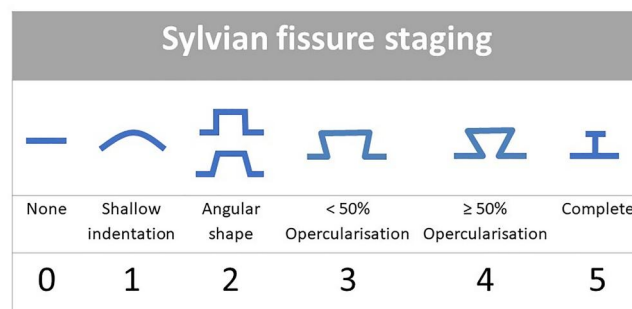 Sylvian fissure staging
None Shallow indentation Angular shape < 50% Opercularisation ≥ 50% Opercularisation Complete
0 1 2 3 4 5